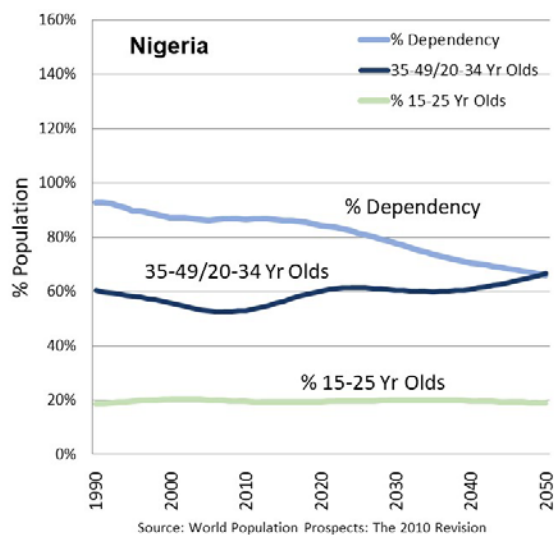 160%
Nigeria
% Dependency
140%
35-49/20-34 Yr Olds
120%
% 15-25 Yr Olds
100%
% Population
% Dependency
80%
35-49/20-34 Yr Olds
60%
40%
% 15-25 Yr Olds
20%
0%
1990
2000
2010
2020
2030
2040
2050
Source: World Population Prospects: The 2010 Revision